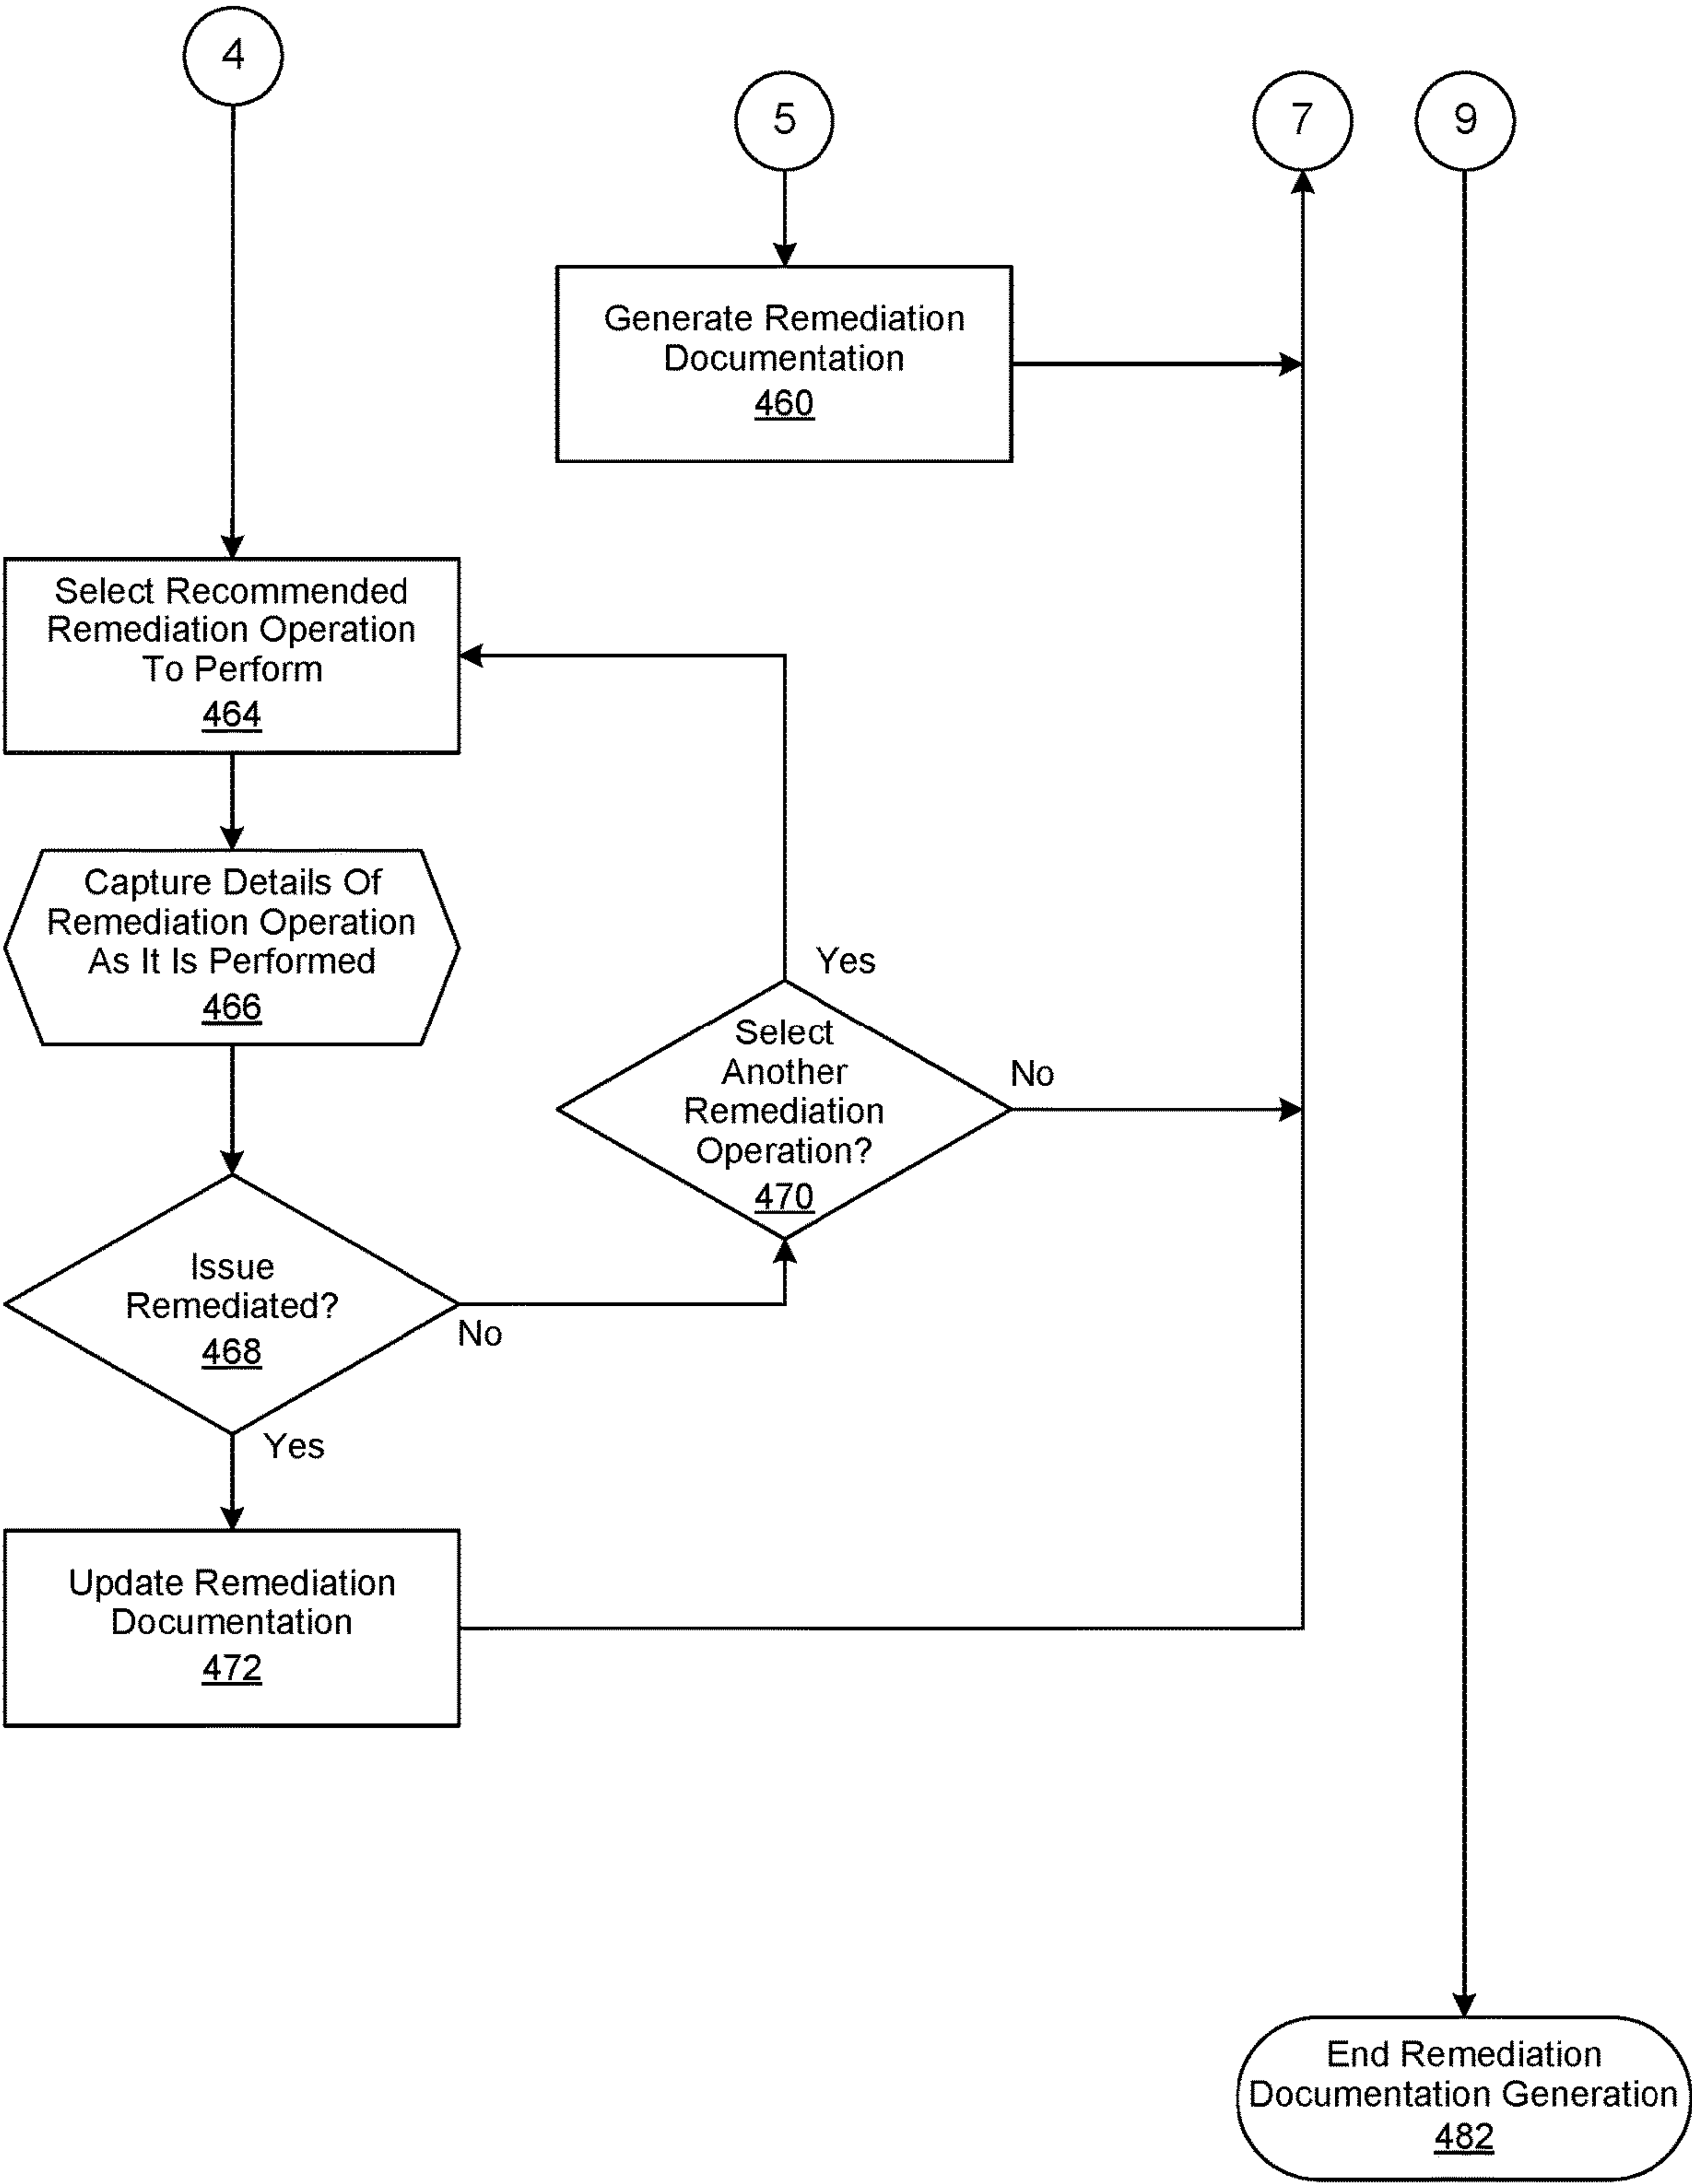 4
5
7
9
Generate Remediation
Documentation
460
Select Recommended
Remediation Operation
To Perform
464
Capture Details Of
Remediation Operation
As It Is Performed
466
Yes
Select
Another
Remediation
Operation?
470
No
Issue
Remediated?
468
No
Yes
Update Remediation
Documentation
472
End Remediation
Documentation Generation
482